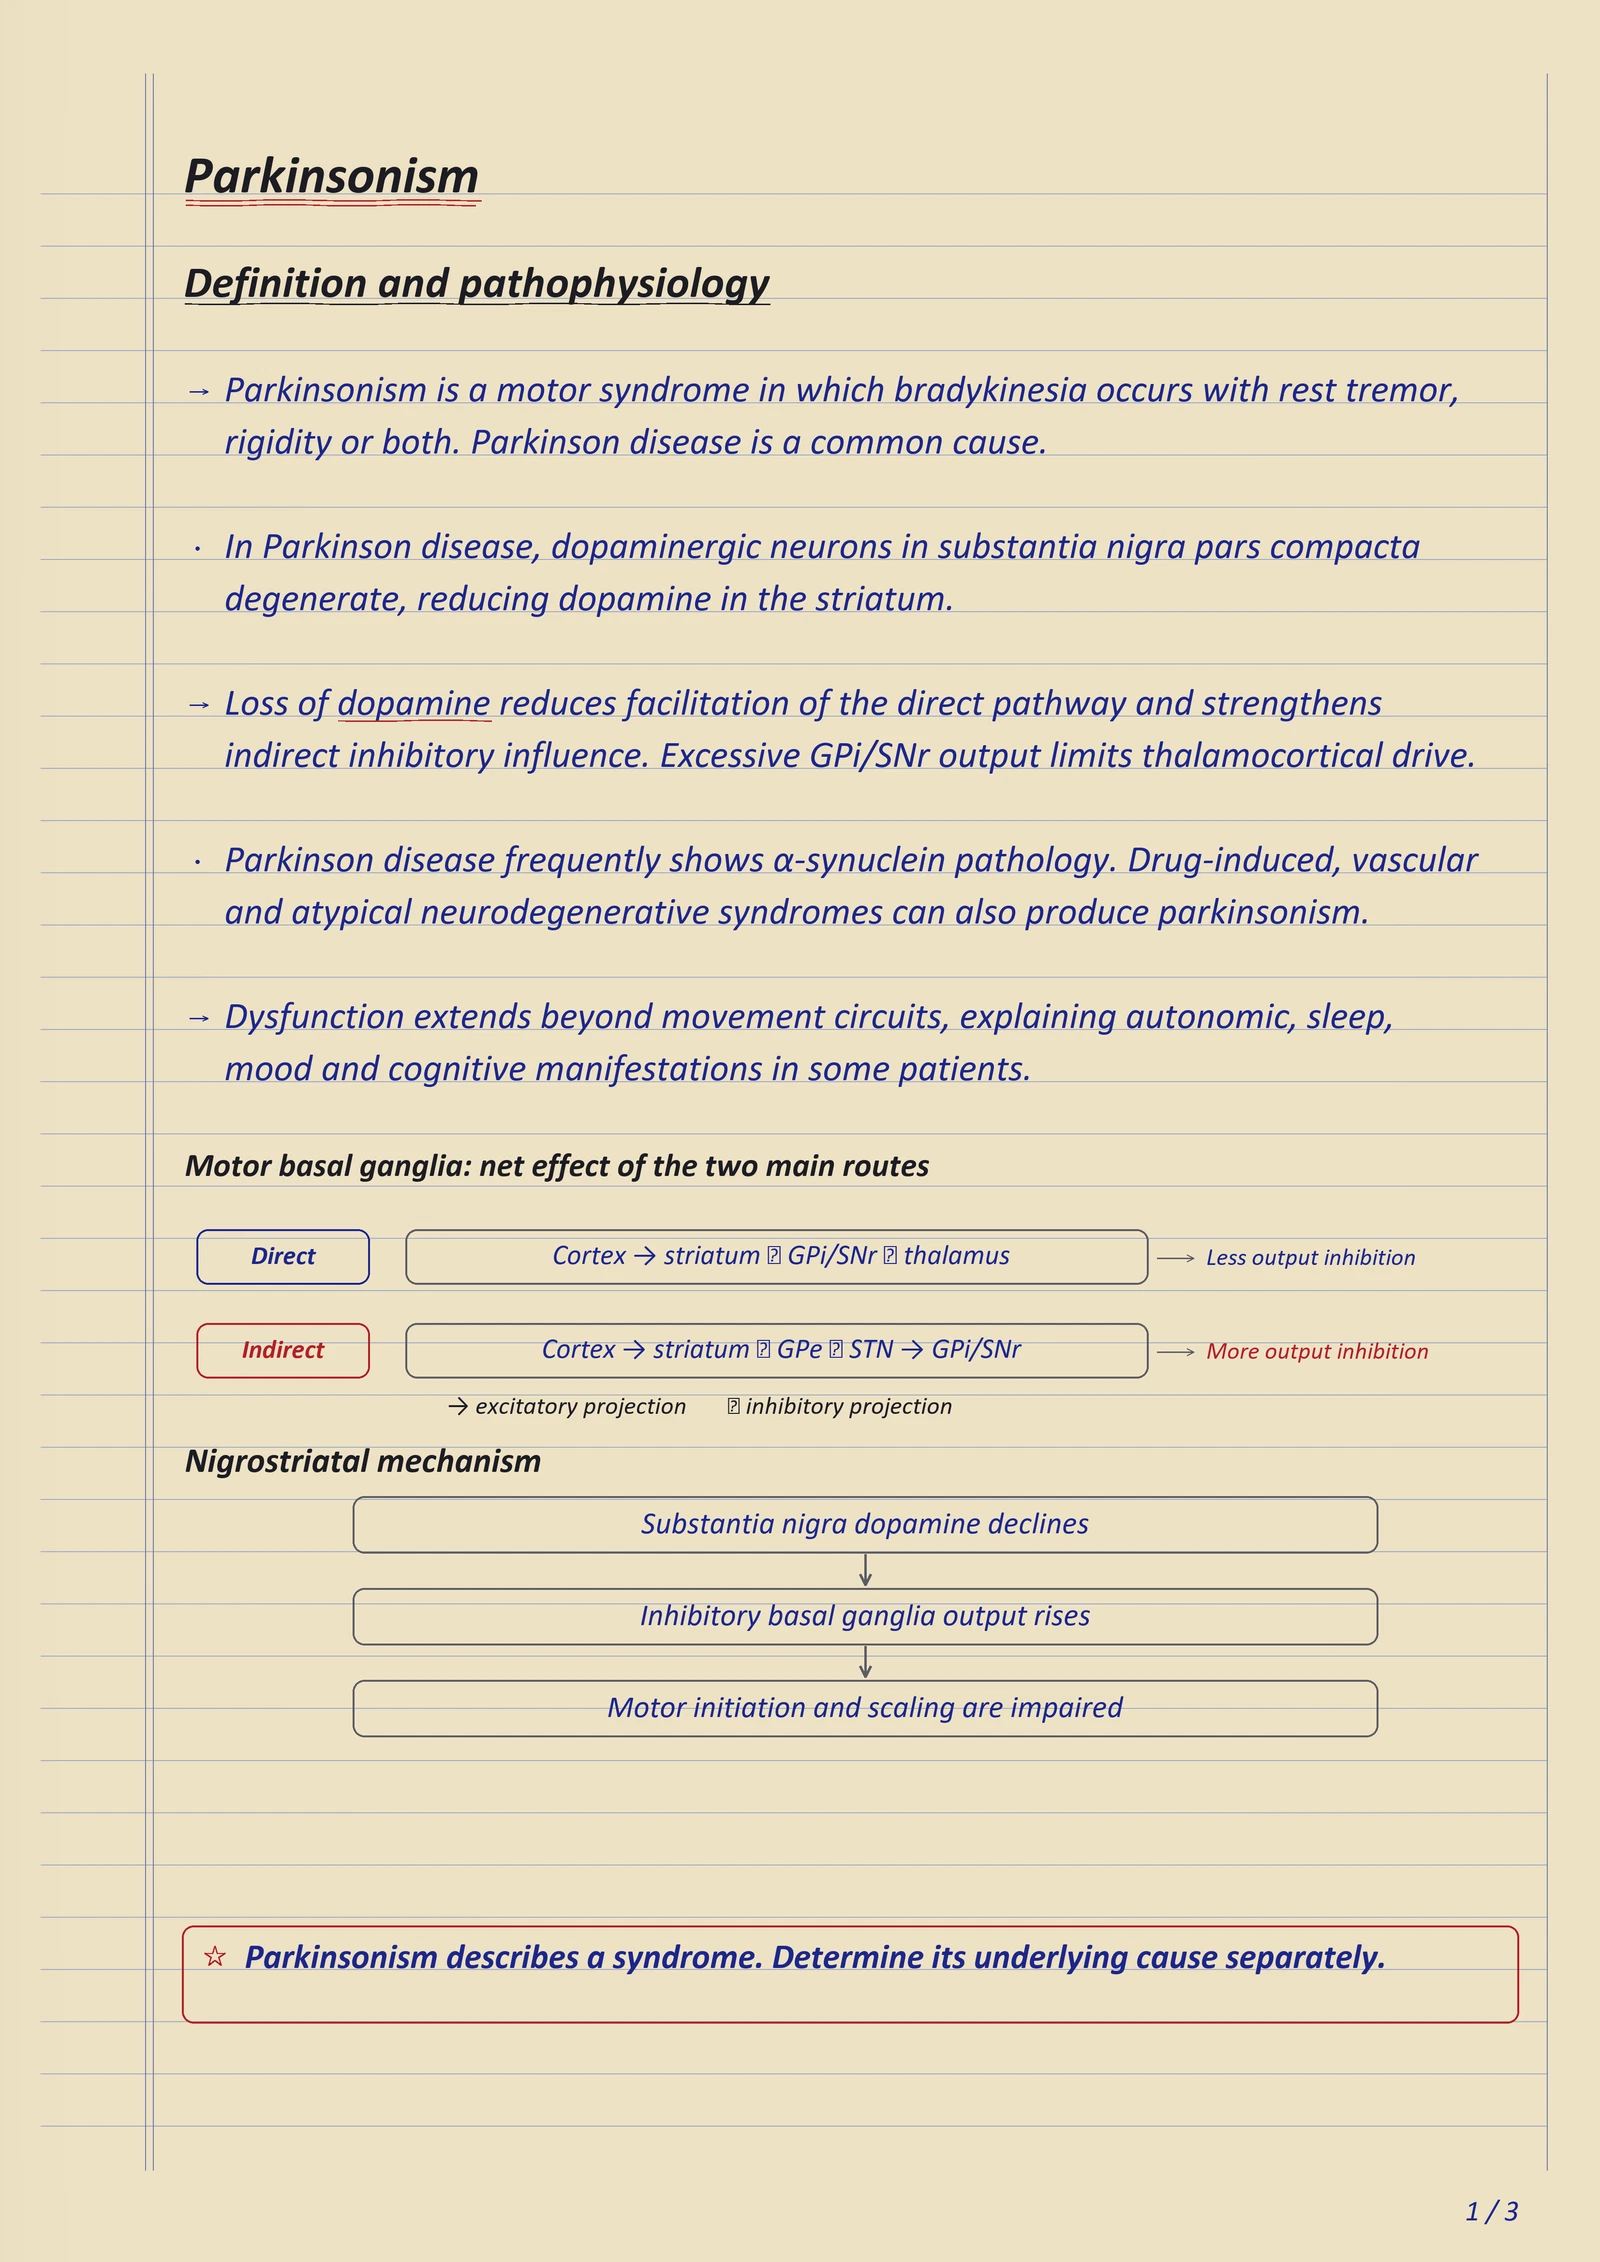 Parkinsonism
Definition and pathophysiology
→ Parkinsonism is a motor syndrome in which bradykinesia occurs with rest tremor,
rigidity or both. Parkinson disease is a common cause.
· In Parkinson disease, dopaminergic neurons in substantia nigra pars compacta
degenerate, reducing dopamine in the striatum.
→ Loss of dopamine reduces facilitation of the direct pathway and strengthens
indirect inhibitory influence. Excessive GPi/SNr output limits thalamocortical drive.
· Parkinson disease frequently shows α-synuclein pathology. Drug-induced, vascular
and atypical neurodegenerative syndromes can also produce parkinsonism.
→ Dysfunction extends beyond movement circuits, explaining autonomic, sleep,
mood and cognitive manifestations in some patients.
Motor basal ganglia: net effect of the two main routes
Direct Cortex → striatum ⍰ GPi/SNr ⍰ thalamus → Less output inhibition
Indirect Cortex → striatum ⍰ GPe ⍰ STN → GPi/SNr → More output inhibition
→ excitatory projection ⍰ inhibitory projection
Nigrostriatal mechanism
Substantia nigra dopamine declines
Inhibitory basal ganglia output rises
Motor initiation and scaling are impaired
☆ Parkinsonism describes a syndrome. Determine its underlying cause separately.
1 / 3